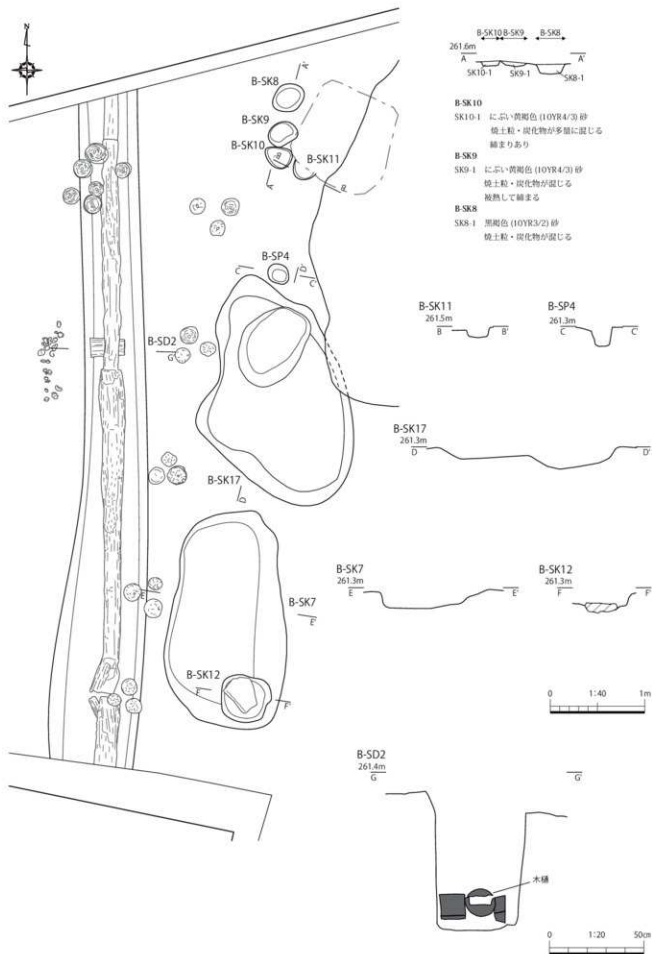 N
B-SK8
A'
B-SK9
B-SK10
B-SK11
A
B
B'
B-SP4
C
D'
C'
B-SD2
G'
G
B-SK17
D
E
B-SK7
E'
B-SK12
F
F'
B-SK10 B-SK9 B-SK8
261.6m
A A'
SK10-1 SK9-1 SK8-1
B-SK10
SK10-1 にぶい黄褐色 (10YR4/3) 砂
焼土粒・炭化物が多量に混じる
締まりあり
B-SK9
SK9-1 にぶい黄褐色 (10YR4/3) 砂
焼土粒・炭化物が混じる
被熱して締まる
B-SK8
SK8-1 黒褐色 (10YR3/2) 砂
焼土粒・炭化物が混じる
B-SK11
261.5m
B B'
B-SP4
261.3m
C C'
B-SK17
261.3m
D D'
B-SK7
261.3m
E E'
B-SK12
261.3m
F F'
0 1:40 1m
B-SD2
261.4m
G G'
木樋
0 1:20 50cm